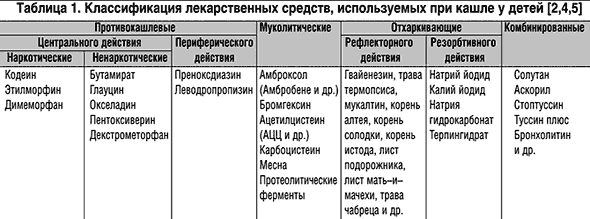 Таблица 1. Классификация лекарственных средств, используемых при кашле у детей [2,4,5]
Противокашлевые
Центрального действия
Наркотические
Ненаркотические
Периферического
действия
Муколитические
Отхаркивающие
Рефлекторного
действия
Резорбтивного
действия
Комбинированные
Кодеин
Этилморфин
Димеморфан
Бутамират
Глауцин
Окселадин
Пентоксиверин
Декстрометорфан
Преноксдиазин
Леводропропизин
Амброксол
(Амбробене и др.)
Бромгексин
Ацетилцистеин
(АЦЦ и др.)
Карбоцистеин
Месна
Протеолитические
ферменты
Гвайенезин, трава
термопсиса,
мукалтин, корень
алтея, корень
солодки, корень
истода, лист
подорожника,
лист мать–и–
мачехи, трава
чабреца и др.
Натрий йодид
Калий йодид
Натрия
гидрокарбонат
Терпингидрат
Солутан
Аскорил
Стоптуссин
Туссин плюс
Бронхолитин
и др.